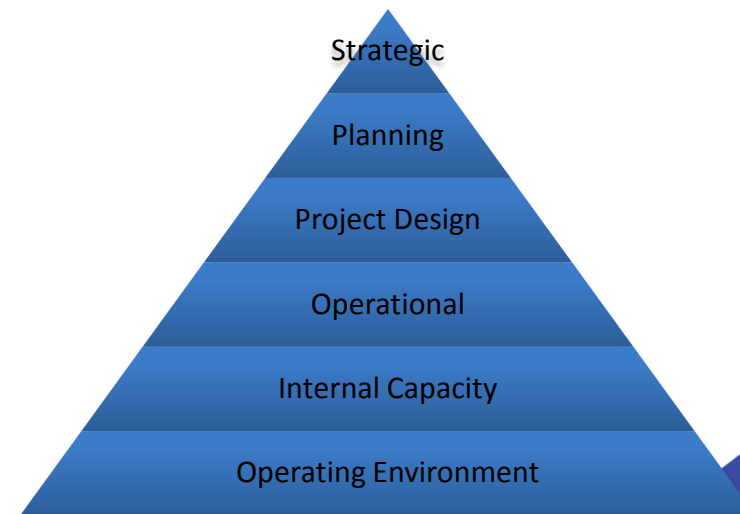 Strategic
Planning
Project Design
Operational
Internal Capacity
Operating Environment